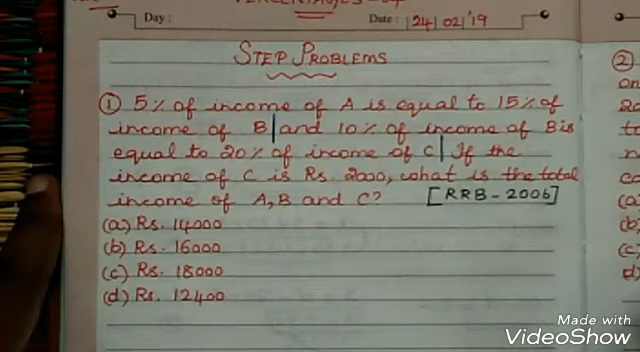 PERCENTAGES - 04
Day :
Date : 24/02/'19
STEP PROBLEMS
① 5% of income of A is equal to 15% of
income of B and 10% of income of B is
equal to 20% of income of C If the
income of C is Rs. 2000, what is the total
income of A, B and C? [RRB - 2006]
(a) Rs. 14000
(b) Rs. 16000
(c) Rs. 18000
(d) Rs. 12400
②
(a)
(b)
(c)
d)
Made with
VideoShow